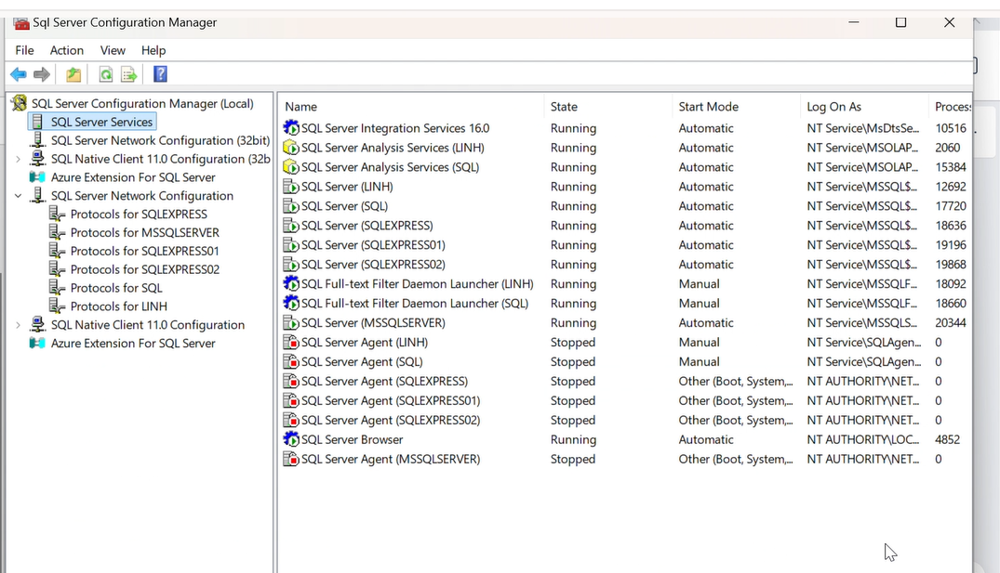 Sql Server Configuration Manager
File Action View Help
SQL Server Configuration Manager (Local)
SQL Server Services
SQL Server Network Configuration (32bit)
SQL Native Client 11.0 Configuration (32b
Azure Extension For SQL Server
SQL Server Network Configuration
Protocols for SQLEXPRESS
Protocols for MSSQLSERVER
Protocols for SQLEXPRESS01
Protocols for SQLEXPRESS02
Protocols for SQL
Protocols for LINH
SQL Native Client 11.0 Configuration
Azure Extension For SQL Server
Name State Start Mode Log On As Process
SQL Server Integration Services 16.0 Running Automatic NT Service\MsDtsSe... 10516
SQL Server Analysis Services (LINH) Running Automatic NT Service\MSOLAP... 2060
SQL Server Analysis Services (SQL) Running Automatic NT Service\MSOLAP... 15384
SQL Server (LINH) Running Automatic NT Service\MSSQL$... 12692
SQL Server (SQL) Running Automatic NT Service\MSSQL$... 17720
SQL Server (SQLEXPRESS) Running Automatic NT Service\MSSQL$... 18636
SQL Server (SQLEXPRESS01) Running Automatic NT Service\MSSQL$... 19196
SQL Server (SQLEXPRESS02) Running Automatic NT Service\MSSQL$... 19868
SQL Full-text Filter Daemon Launcher (LINH) Running Manual NT Service\MSSQLF... 18092
SQL Full-text Filter Daemon Launcher (SQL) Running Manual NT Service\MSSQLF... 18660
SQL Server (MSSQLSERVER) Running Automatic NT Service\MSSQLS... 20344
SQL Server Agent (LINH) Stopped Manual NT Service\SQLAgen... 0
SQL Server Agent (SQL) Stopped Manual NT Service\SQLAgen... 0
SQL Server Agent (SQLEXPRESS) Stopped Other (Boot, System,... NT AUTHORITY\NET... 0
SQL Server Agent (SQLEXPRESS01) Stopped Other (Boot, System,... NT AUTHORITY\NET... 0
SQL Server Agent (SQLEXPRESS02) Stopped Other (Boot, System,... NT AUTHORITY\NET... 0
SQL Server Browser Running Automatic NT AUTHORITY\LOC... 4852
SQL Server Agent (MSSQLSERVER) Stopped Other (Boot, System,... NT AUTHORITY\NET... 0